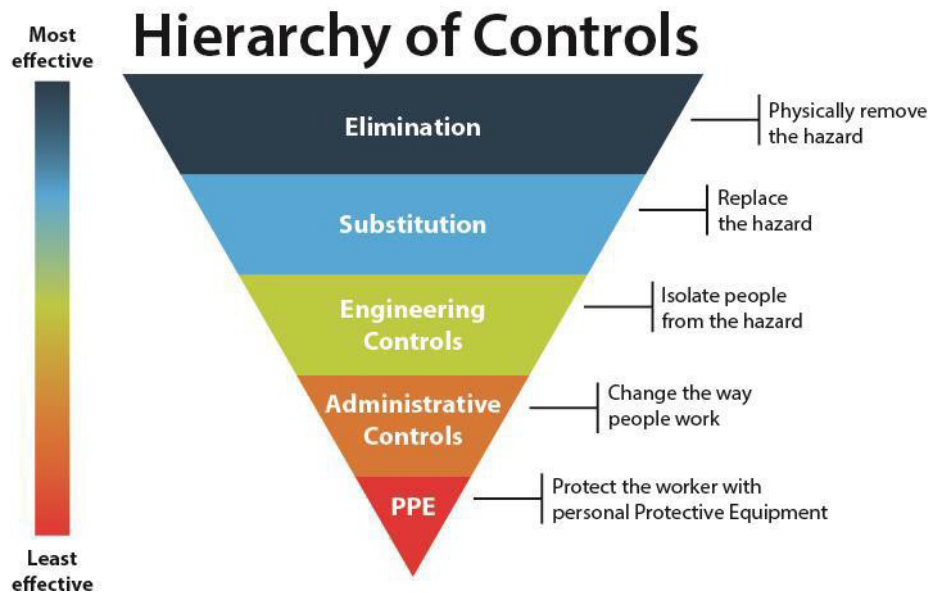 Hierarchy of Controls
Most
effective
Elimination
Physically remove
the hazard
Substitution
Replace
the hazard
Engineering
Controls
Isolate people
from the hazard
Administrative
Controls
Change the way
people work
PPE
Protect the worker with
personal Protective Equipment
Least
effective